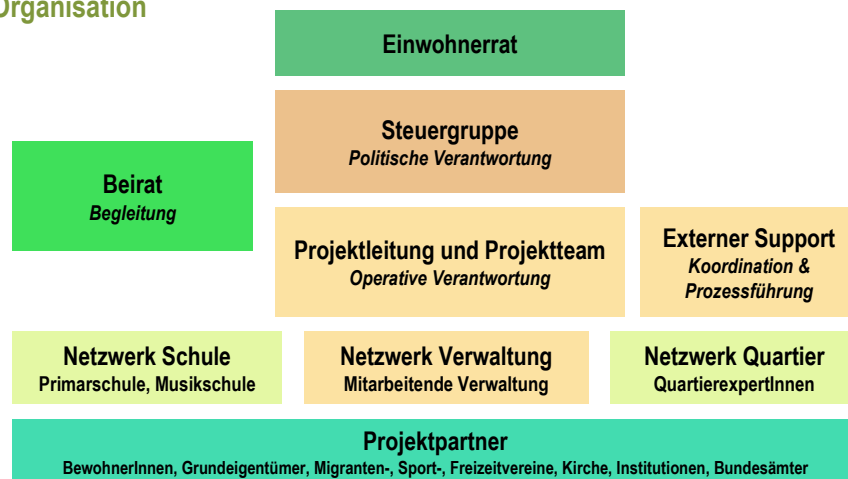 Organisation
Einwohnerrat
Steuergruppe
Politische Verantwortung
Beirat
Begleitung
Projektleitung und Projektteam
Operative Verantwortung
Externer Support
Koordination &
Prozessführung
Netzwerk Schule
Primarschule, Musikschule
Netzwerk Verwaltung
Mitarbeitende Verwaltung
Netzwerk Quartier
QuartierexpertInnen
Projektpartner
BewohnerInnen, Grundeigentümer, Migranten-, Sport-, Freizeitvereine, Kirche, Institutionen, Bundesämter